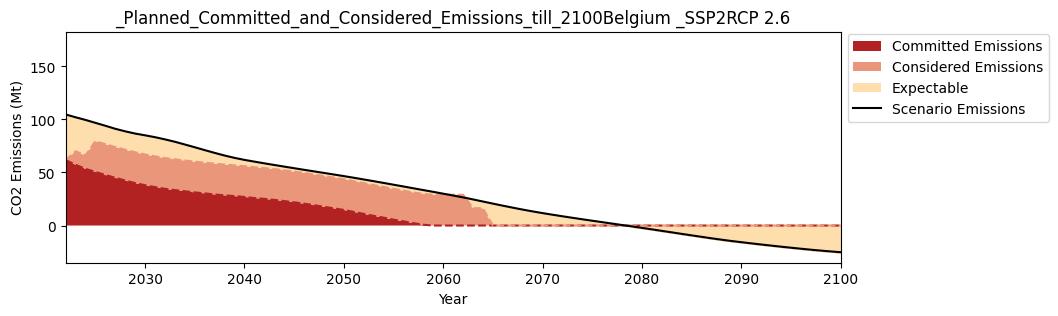 _Planned_Committed_and_Considered_Emissions_till_2100Belgium _SSP2RCP 2.6
CO2 Emissions (Mt)
150
100
50
0
2030 2040 2050 2060 2070 2080 2090 2100
Year
Committed Emissions
Considered Emissions
Expectable
Scenario Emissions